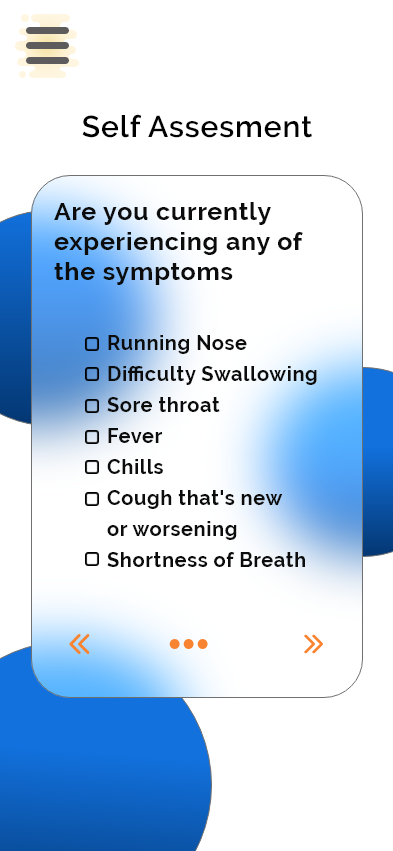 Self Assesment
Are you currently
experiencing any of
the symptoms
Running Nose
Difficulty Swallowing
Sore throat
Fever
Chills
Cough that's new
or worsening
Shortness of Breath